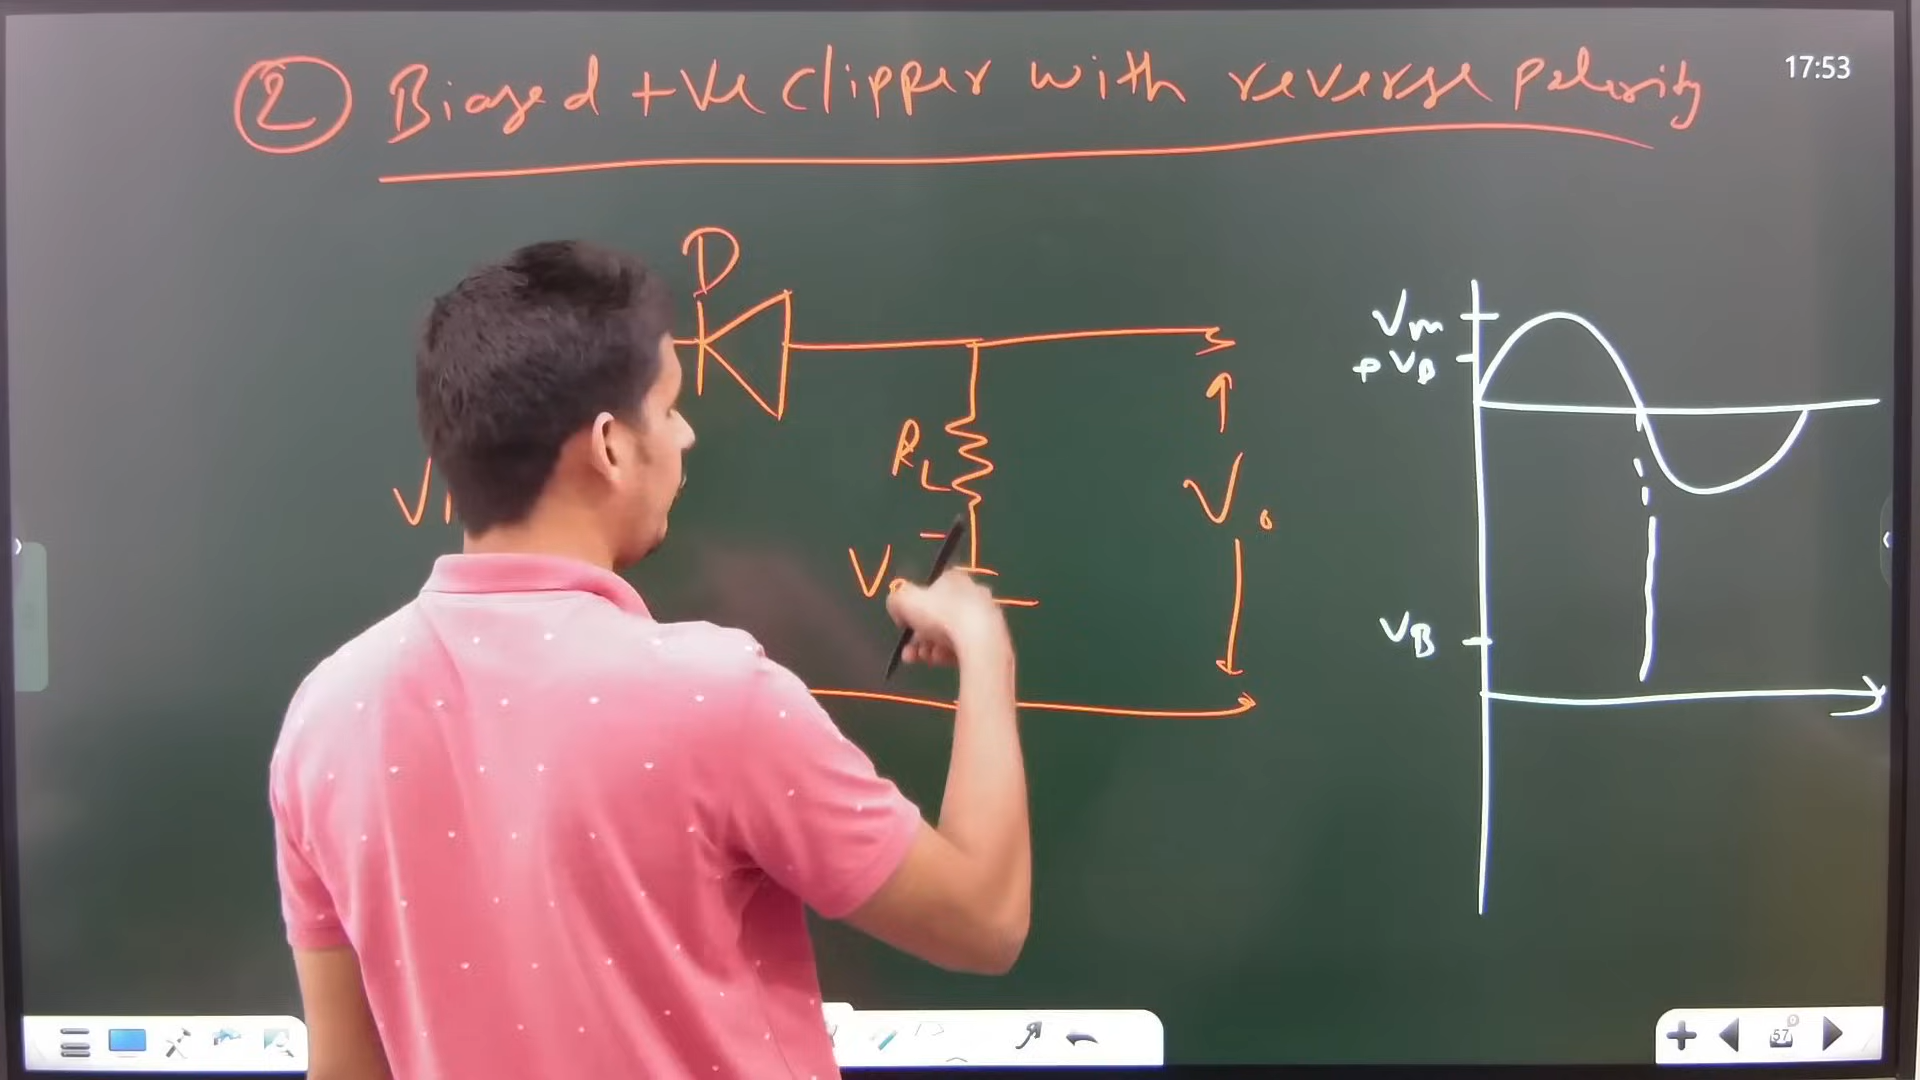 ② Biased +ve clipper with reverse polarity
17:53
D
Vm
+VB
RL
Vo
VB
57